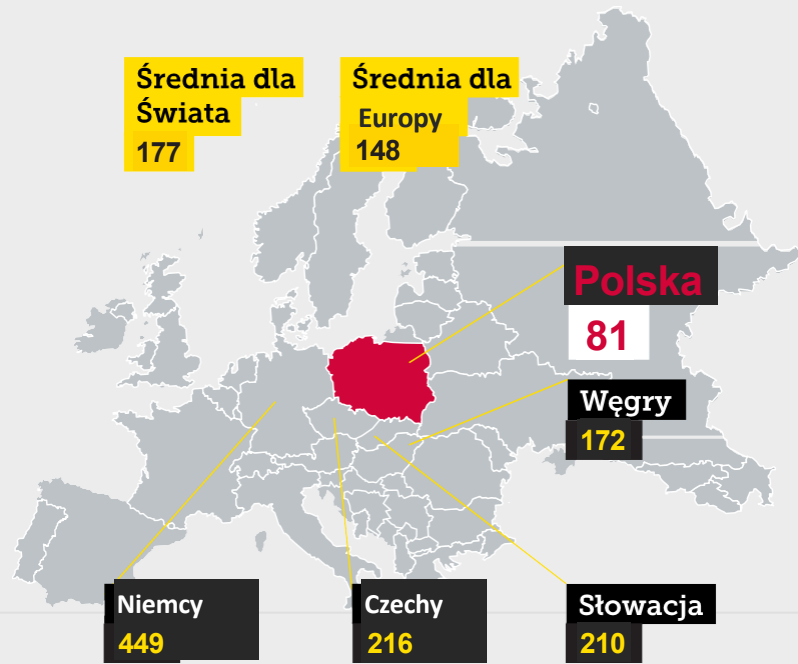 Średnia dla
Świata
177
Średnia dla
Europy
148
Polska
81
Węgry
172
Niemcy
449
Czechy
216
Słowacja
210